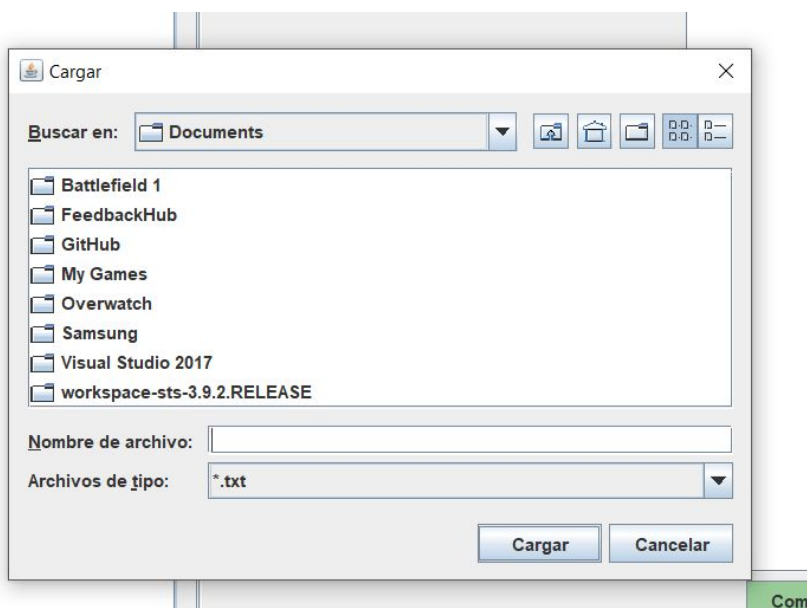 Cargar
Buscar en: Documents
Battlefield 1
FeedbackHub
GitHub
My Games
Overwatch
Samsung
Visual Studio 2017
workspace-sts-3.9.2.RELEASE
Nombre de archivo:
Archivos de tipo: *.txt
Cargar Cancelar
Com